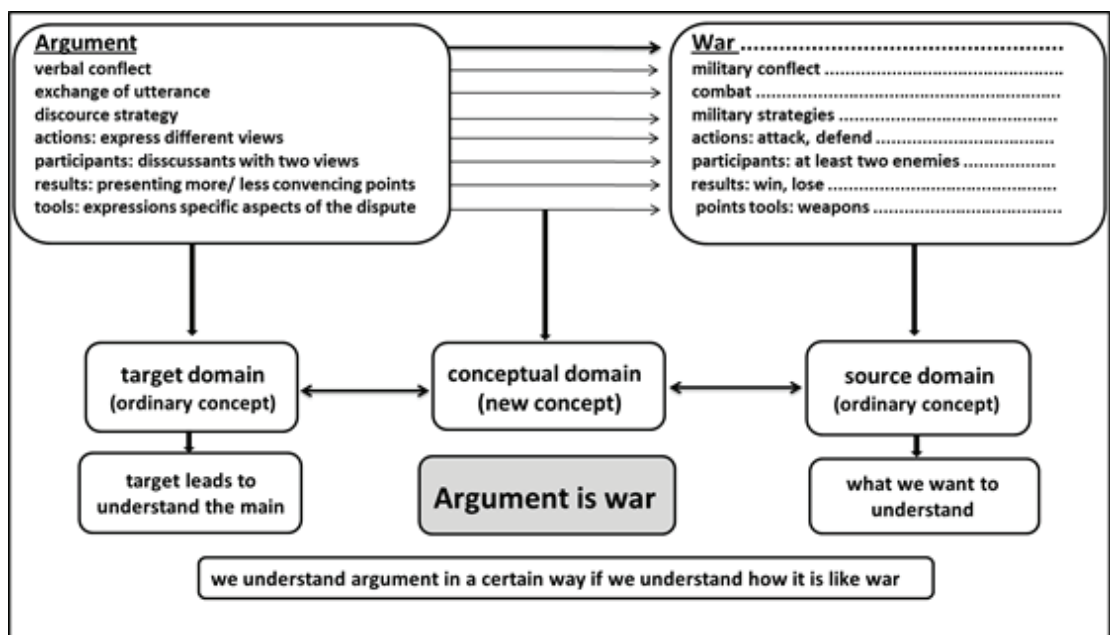 Argument
verbal conflect
exchange of utterance
discource strategy
actions: express different views
participants: disscussants with two views
results: presenting more/ less convencing points
tools: expressions specific aspects of the dispute
War ......................................................
military conflect ................................................
combat ..............................................................
military strategies ............................................
actions: attack, defend ......................................
participants: at least two enemies ...................
results: win, lose ..............................................
points tools: weapons ......................................
target domain
(ordinary concept)
conceptual domain
(new concept)
source domain
(ordinary concept)
target leads to
understand the main
Argument is war
what we want to
understand
we understand argument in a certain way if we understand how it is like war